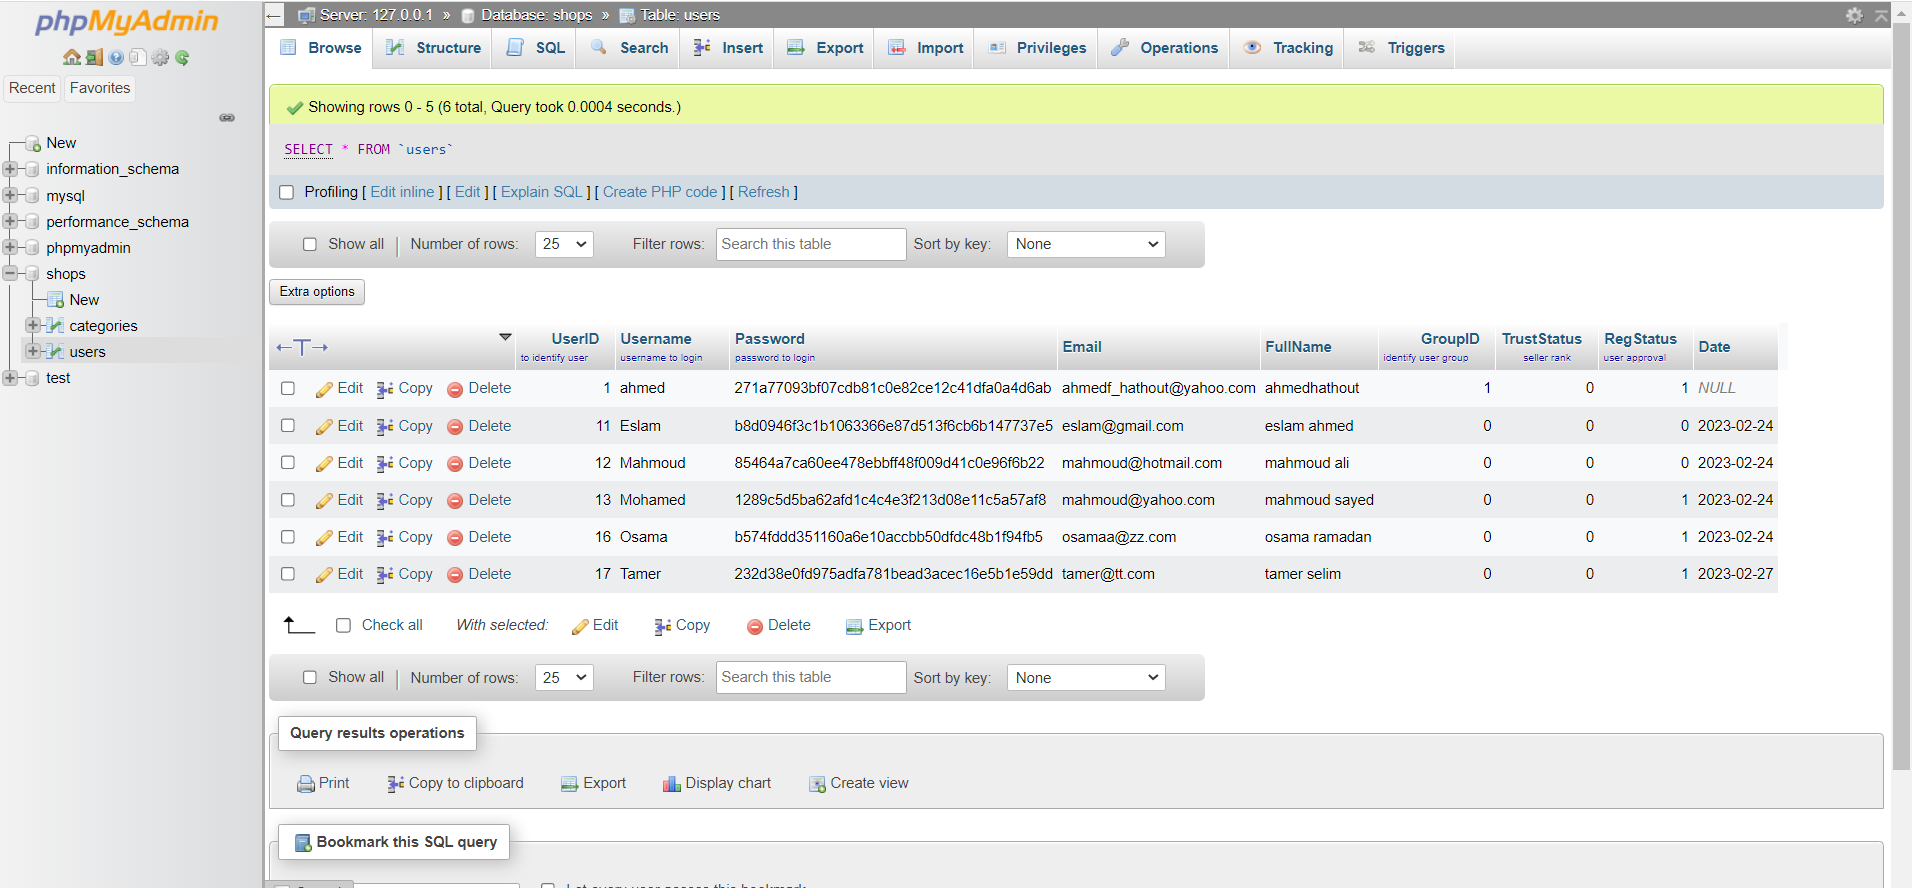 phpMyAdmin
Recent Favorites
New
information_schema
mysql
performance_schema
phpmyadmin
shops
New
categories
users
test
Server: 127.0.0.1 » Database: shops » Table: users
Browse Structure SQL Search Insert Export Import Privileges Operations Tracking Triggers
Showing rows 0 - 5 (6 total, Query took 0.0004 seconds.)
SELECT * FROM `users`
Profiling [ Edit inline ] [ Edit ] [ Explain SQL ] [ Create PHP code ] [ Refresh ]
Show all | Number of rows: 25 Filter rows: Search this table Sort by key: None
Extra options
←T→ UserID Username Password Email FullName GroupID TrustStatus RegStatus Date
to identify user username to login password to login identify user group seller rank user approval
Edit Copy Delete 1 ahmed 271a77093bf07cdb81c0e82ce12c41dfa0a4d6ab ahmedf_hathout@yahoo.com ahmedhathout 1 0 1 NULL
Edit Copy Delete 11 Eslam b8d0946f3c1b1063366e87d513f6cb6b147737e5 eslam@gmail.com eslam ahmed 0 0 0 2023-02-24
Edit Copy Delete 12 Mahmoud 85464a7ca60ee478ebbff48f009d41c0e96f6b22 mahmoud@hotmail.com mahmoud ali 0 0 0 2023-02-24
Edit Copy Delete 13 Mohamed 1289c5d5ba62afd1c4c4e3f213d08e11c5a57af8 mahmoud@yahoo.com mahmoud sayed 0 0 1 2023-02-24
Edit Copy Delete 16 Osama b574fddd351160a6e10accbb50dfdc48b1f94fb5 osamaa@zz.com osama ramadan 0 0 1 2023-02-24
Edit Copy Delete 17 Tamer 232d38e0fd975adfa781bead3acec16e5b1e59dd tamer@tt.com tamer selim 0 0 1 2023-02-27
Check all With selected: Edit Copy Delete Export
Show all | Number of rows: 25 Filter rows: Search this table Sort by key: None
Query results operations
Print Copy to clipboard Export Display chart Create view
Bookmark this SQL query